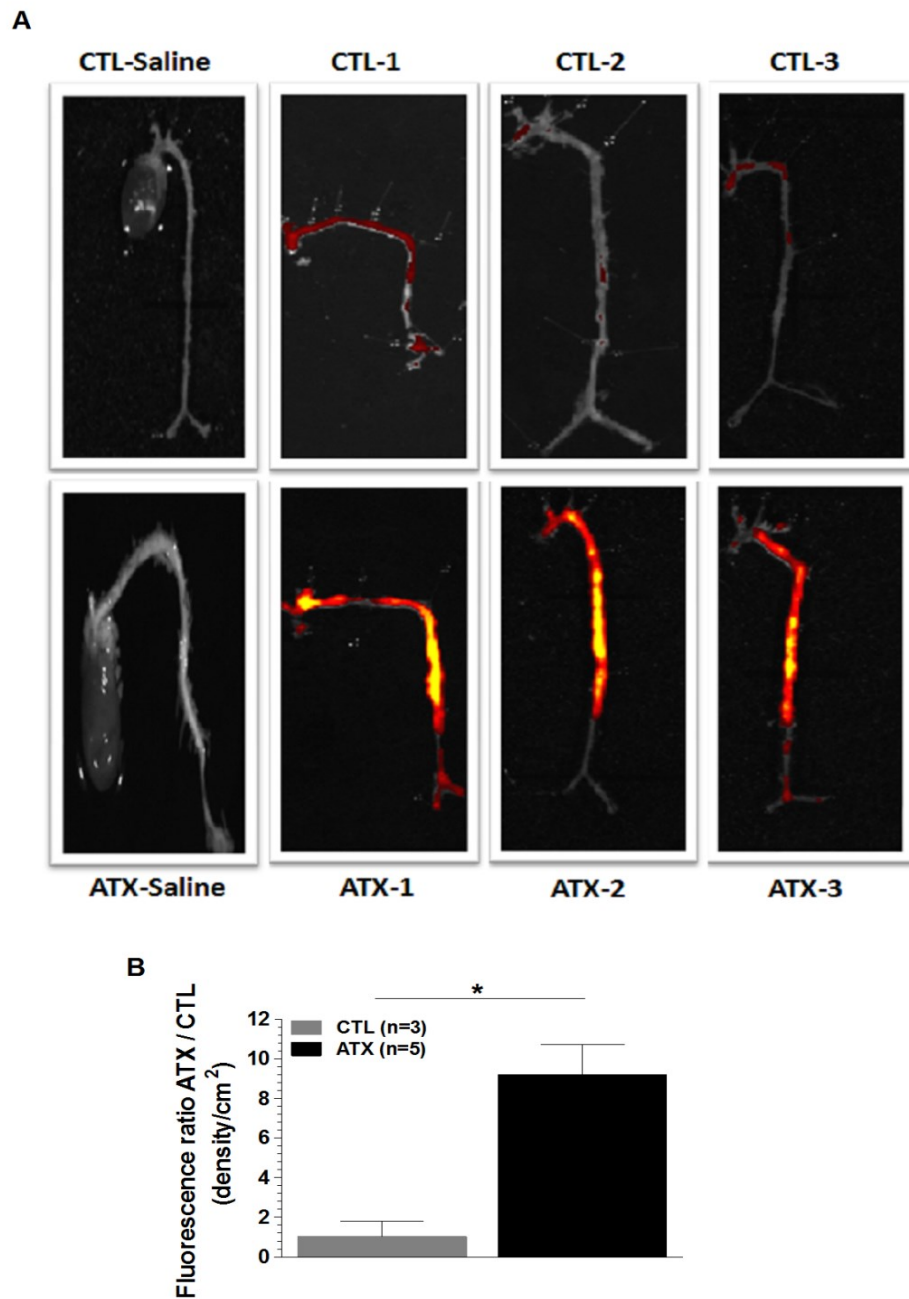 A
CTL-Saline CTL-1 CTL-2 CTL-3
ATX-Saline ATX-1 ATX-2 ATX-3
B
Fluorescence ratio ATX / CTL
(density/cm²)
*
CTL (n=3)
ATX (n=5)
12
10
8
6
4
2
0